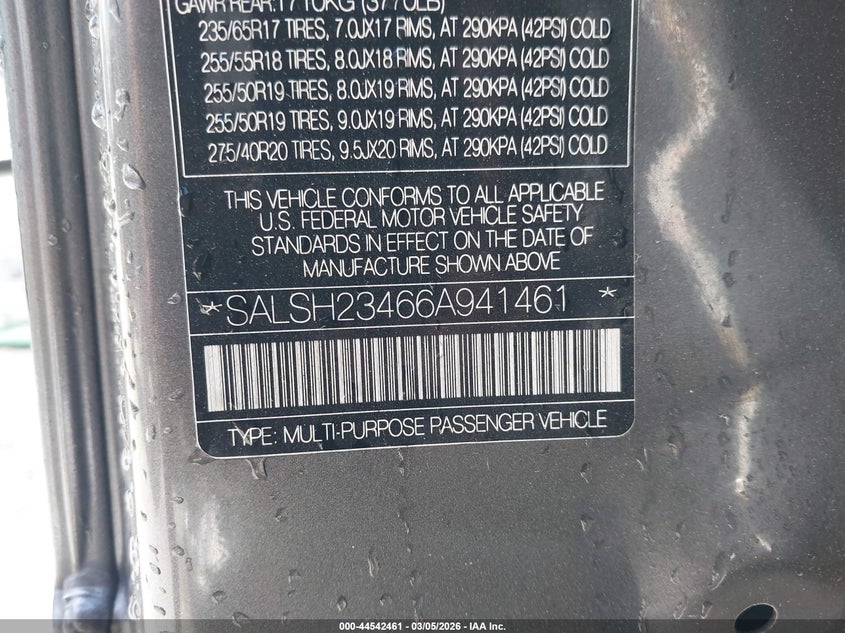 GAWR REAR:1710KG (3770LB)
235/65R17 TIRES, 7.0JX17 RIMS, AT 290KPA (42PSI) COLD
255/55R18 TIRES, 8.0JX18 RIMS, AT 290KPA (42PSI) COLD
255/50R19 TIRES, 8.0JX19 RIMS, AT 290KPA (42PSI) COLD
255/50R19 TIRES, 9.0JX19 RIMS, AT 290KPA (42PSI) COLD
275/40R20 TIRES, 9.5JX20 RIMS, AT 290KPA (42PSI) COLD
THIS VEHICLE CONFORMS TO ALL APPLICABLE
U.S. FEDERAL MOTOR VEHICLE SAFETY
STANDARDS IN EFFECT ON THE DATE OF
MANUFACTURE SHOWN ABOVE
* SALSH23466A941461 *
TYPE: MULTI-PURPOSE PASSENGER VEHICLE
000-44542461 | 03/05/2026 - IAA Inc.